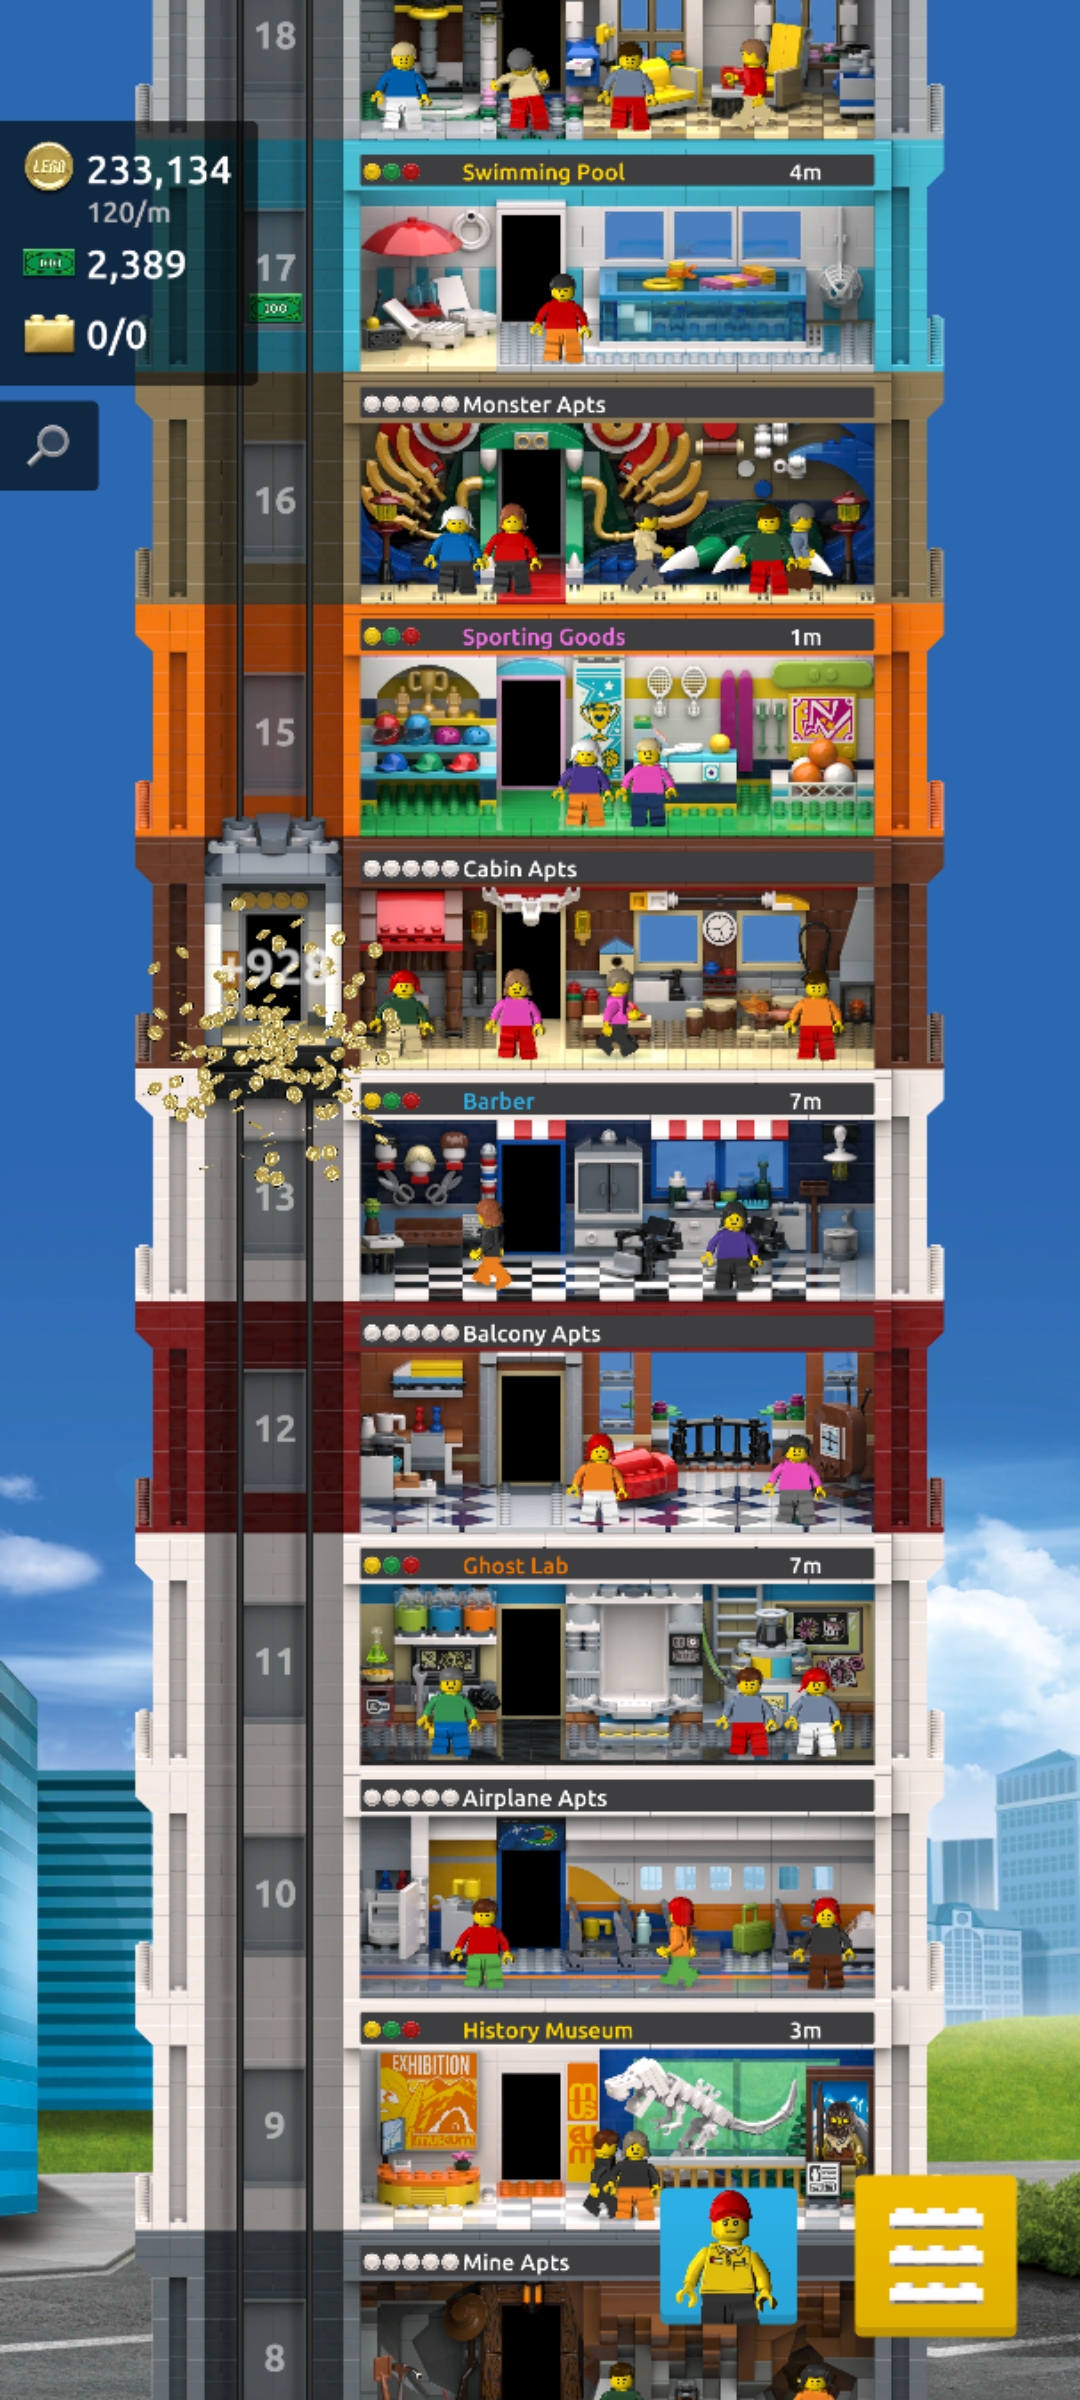 18
LEGO 233,134
120/m
2,389
0/0
Swimming Pool 4m
17
100
Monster Apts
16
Sporting Goods 1m
15
Cabin Apts
+928
Barber 7m
13
Balcony Apts
12
Ghost Lab 7m
11
Airplane Apts
10
History Museum 3m
EXHIBITION
museum
9
Mine Apts
8